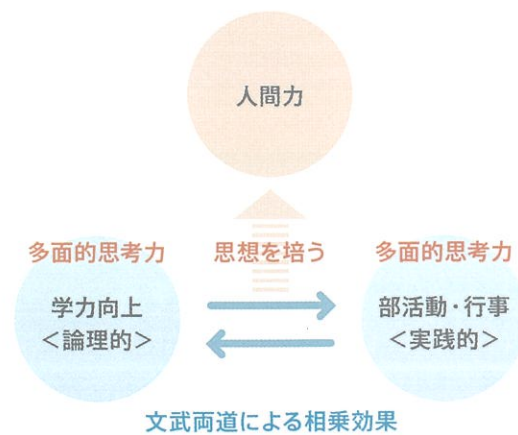 人間力
多面的思考力
思想を培う
多面的思考力
学力向上
<論理的>
部活動・行事
<実践的>
文武両道による相乗効果